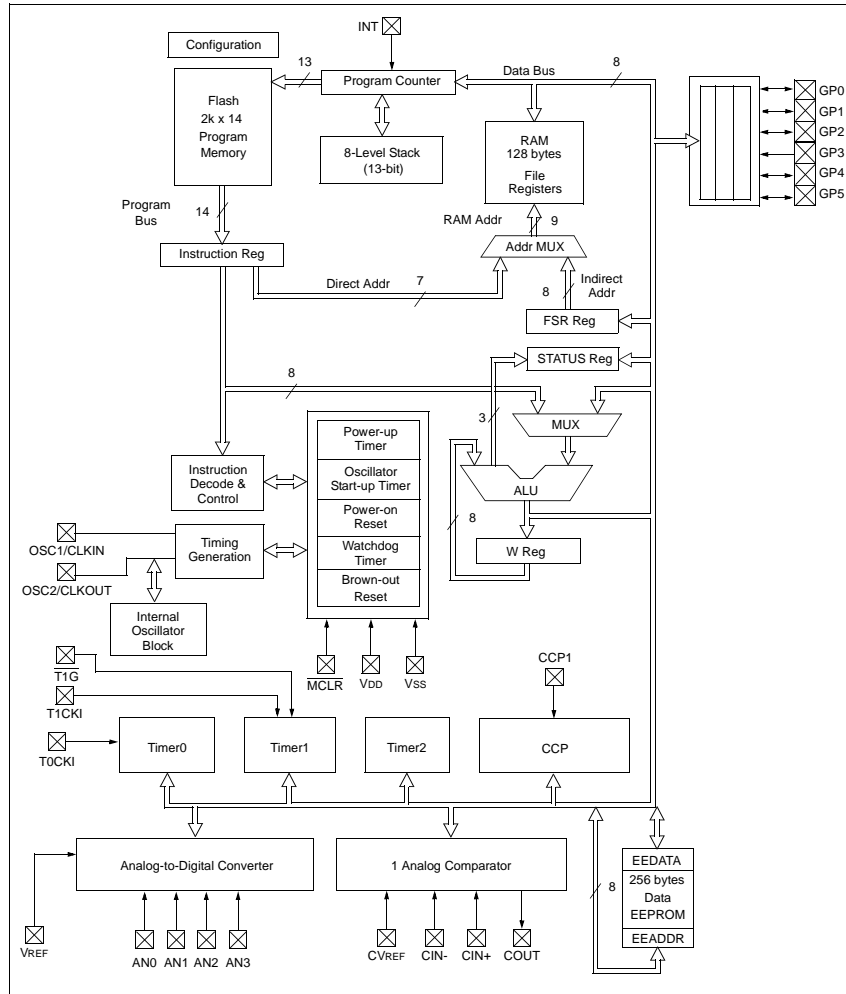 INT
Configuration
13
Program Counter
Data Bus
8
Flash
2k x 14
Program
Memory
8-Level Stack
(13-bit)
RAM
128 bytes
File
Registers
GP0
GP1
GP2
GP3
GP4
GP5
Program
Bus
14
RAM Addr
9
Addr MUX
Instruction Reg
Direct Addr
7
8
Indirect
Addr
FSR Reg
STATUS Reg
8
3
MUX
Power-up
Timer
Instruction
Decode &
Control
Oscillator
Start-up Timer
ALU
Power-on
Reset
8
OSC1/CLKIN
Timing
Generation
Watchdog
Timer
W Reg
OSC2/CLKOUT
Brown-out
Reset
Internal
Oscillator
Block
T1G
MCLR
VDD
VSS
CCP1
T1CKI
T0CKI
Timer0
Timer1
Timer2
CCP
Analog-to-Digital Converter
1 Analog Comparator
8
EEDATA
256 bytes
Data
EEPROM
EEADDR
VREF
AN0
AN1
AN2
AN3
CVREF
CIN-
CIN+
COUT